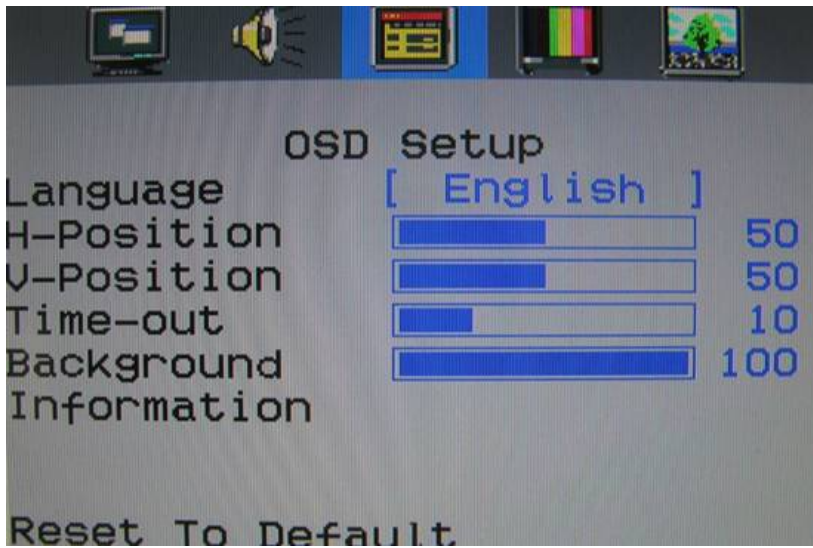 OSD Setup
Language [ English ]
H-Position 50
V-Position 50
Time-out 10
Background 100
Information
Reset To Default